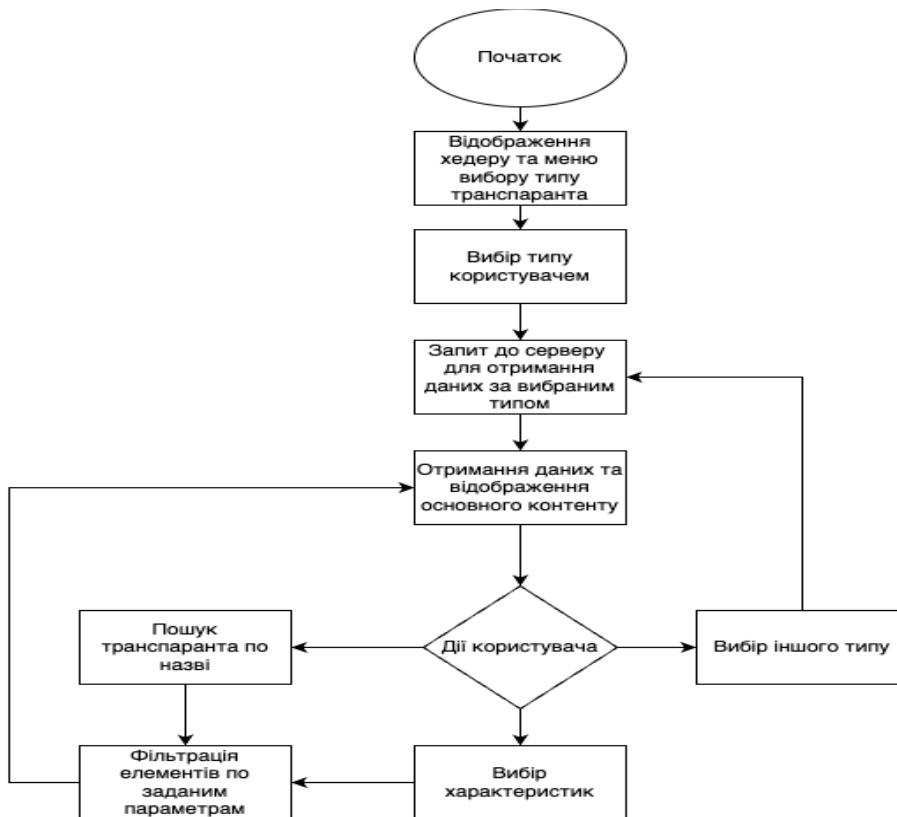 Початок
Відображення
хедеру та меню
вибору типу
транспаранта
Вибір типу
користувачем
Запит до серверу
для отримання
даних за вибраним
типом
Отримання даних та
відображення
основного контенту
Пошук
транспаранта по
назві
Дії користувача
Вибір іншого типу
Фільтрація
елементів по
заданим
параметрам
Вибір
характеристик